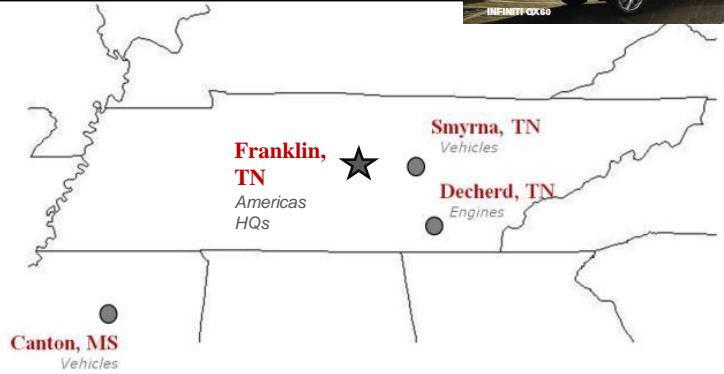 INFINITI QX60
Smyrna, TN
Vehicles
Franklin,
TN
Americas
HQs
Decherd, TN
Engines
Canton, MS
Vehicles